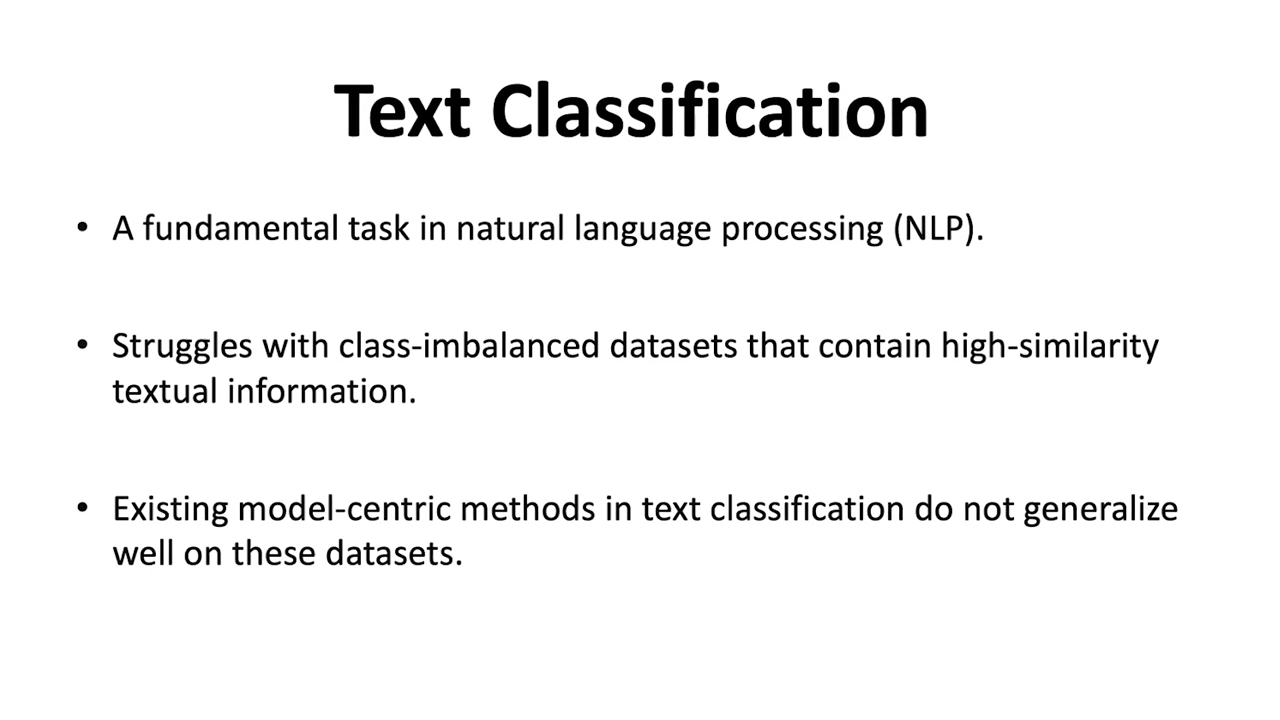 Text Classification
• A fundamental task in natural language processing (NLP).
• Struggles with class-imbalanced datasets that contain high-similarity
textual information.
• Existing model-centric methods in text classification do not generalize
well on these datasets.